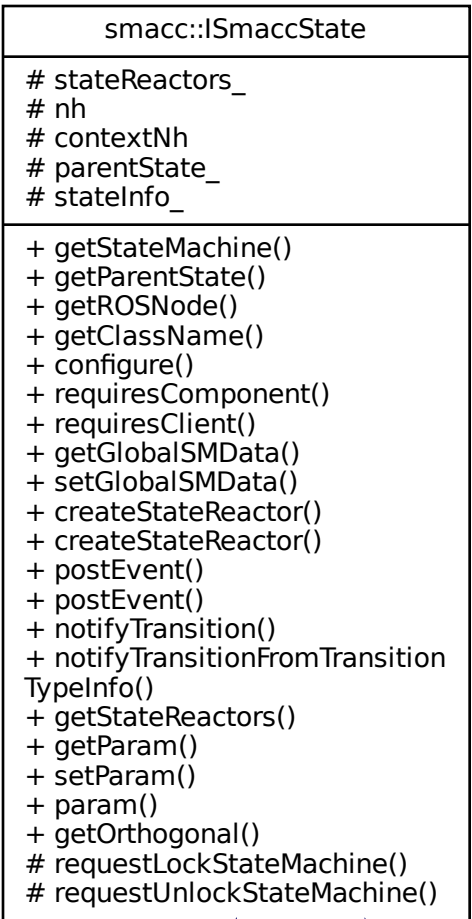 smacc::ISmaccState
# stateReactors_
# nh
# contextNh
# parentState_
# stateInfo_
+ getStateMachine()
+ getParentState()
+ getROSNode()
+ getClassName()
+ configure()
+ requiresComponent()
+ requiresClient()
+ getGlobalSMData()
+ setGlobalSMData()
+ createStateReactor()
+ createStateReactor()
+ postEvent()
+ postEvent()
+ notifyTransition()
+ notifyTransitionFromTransition
TypeInfo()
+ getStateReactors()
+ getParam()
+ setParam()
+ param()
+ getOrthogonal()
# requestLockStateMachine()
# requestUnlockStateMachine()